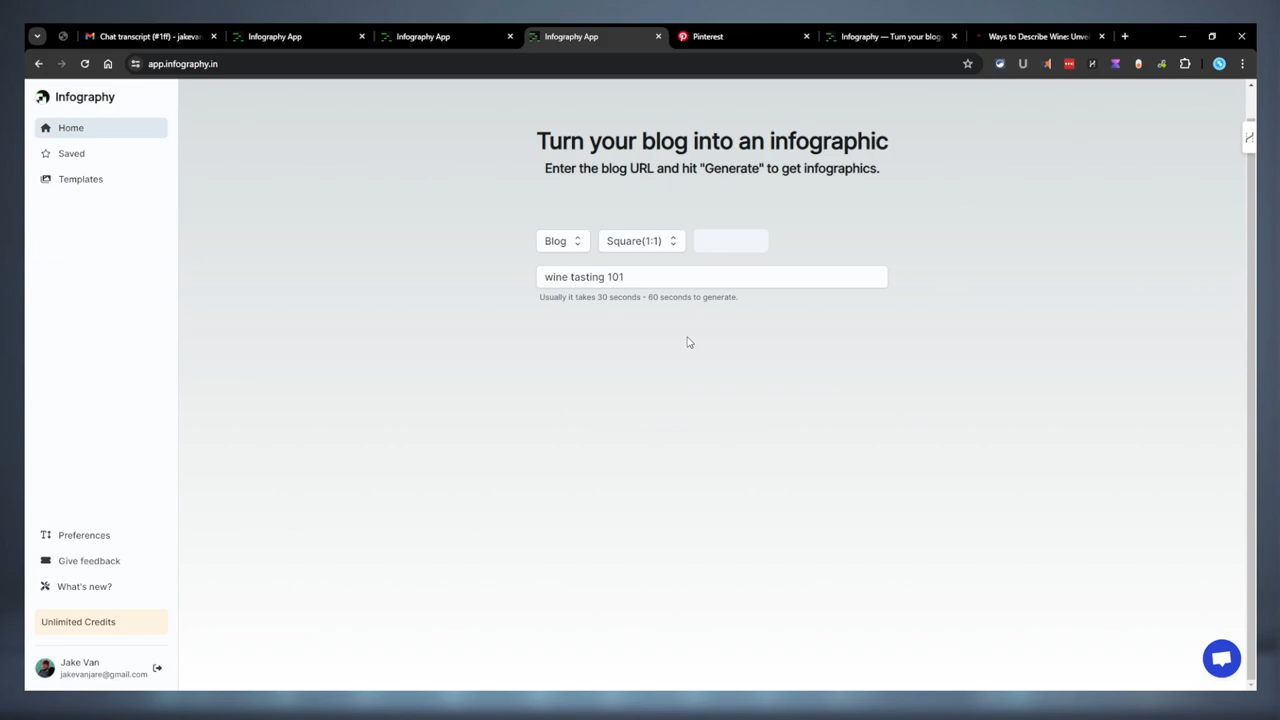 Chat transcript (#1ff) - jakevan
Infography App
Infography App
Infography App
Pinterest
Infography — Turn your blog
Ways to Describe Wine: Unve
app.infography.in
Infography
Home
Saved
Templates
Turn your blog into an infographic
Enter the blog URL and hit "Generate" to get infographics.
Blog
Square(1:1)
wine tasting 101
Usually it takes 30 seconds - 60 seconds to generate.
Preferences
Give feedback
What's new?
Unlimited Credits
Jake Van
jakevanjare@gmail.com